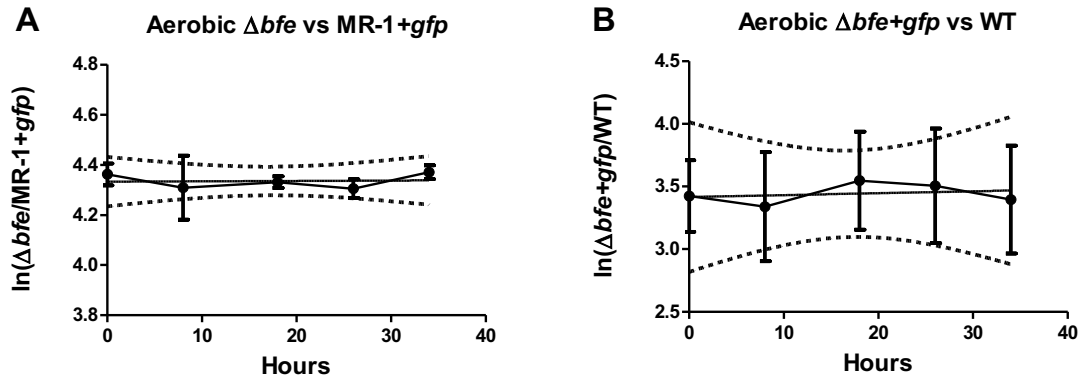 A
Aerobic Δbfe vs MR-1+gfp
ln(Δbfe/MR-1+gfp)
4.8
4.6
4.4
4.2
4.0
3.8
0
10
20
30
40
Hours
B
Aerobic Δbfe+gfp vs WT
ln(Δbfe+gfp/WT)
4.5
4.0
3.5
3.0
2.5
0
10
20
30
40
Hours